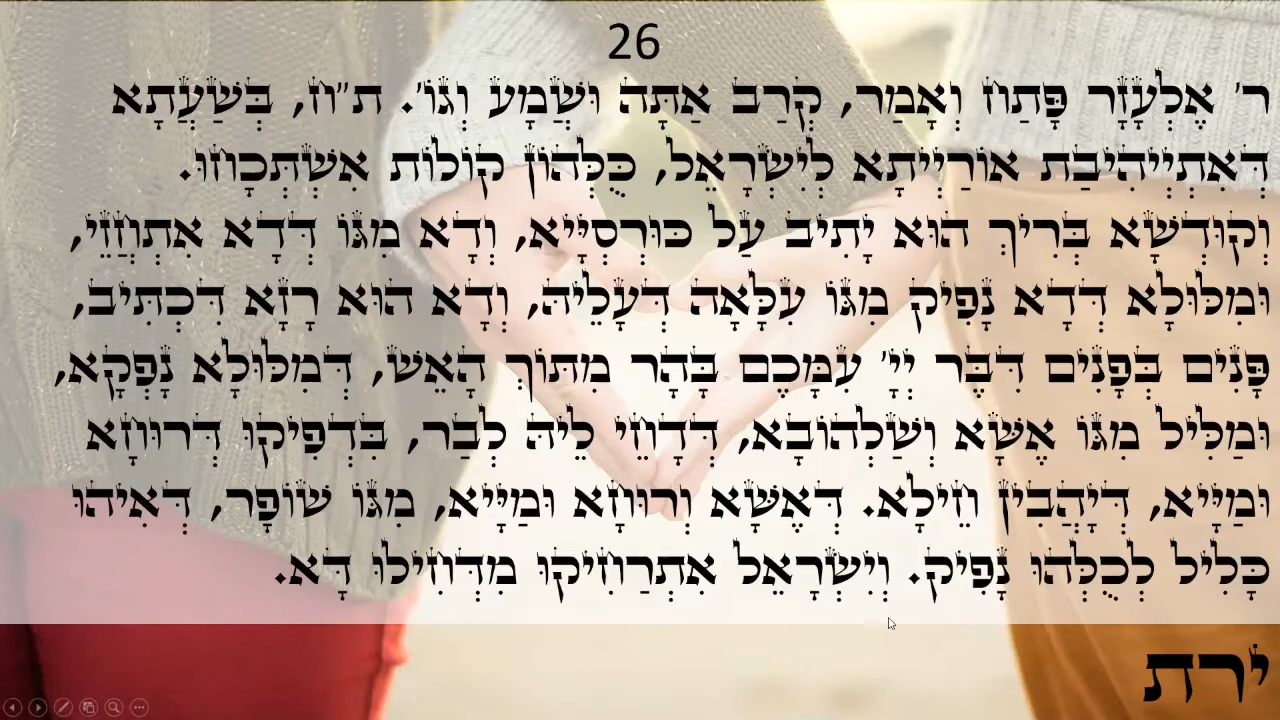 26
ר׳ אֶלְעָזָר פָּתַח וְאָמַר, קְרַב אַתָּה וּשֲׁמָע וְגוֹ׳. ת״ח, בְּשַׁעֲתָא
דְּאִתְיְיהִיבַת אוֹרַיְיתָא לְיִשְׂרָאֵל, כֻּלְּהוֹן קוֹלוֹת אִשְׁתְּכָחוּ.
וְקוּדְשָׁא בְּרִיךְ הוּא יָתִיב עַל כּוּרְסְיָּיא, וְדָא מִגּוֹ דְּדָא אִתְוְזֵי,
וּמִלּוּלָא דְּדָא נָפִיק מִגּוֹ עִלָּאָה דְּעָלֵיהּ, וְדָא הוּא רָזָא דִּכְתִּיב,
פָּנִים בְּפָנִים דִּבֶּר יְיָ׳ עִמָּכֶם בָּהָר מִתּוֹךְ הָאֵשׁ, דְּמִלּוּלָא נָפְקָא,
וּמַלִּיל מִגּוֹ אֶשָּׁא וְשַׁלְהוֹבָא, דְּדָחֵי לֵיהּ לְבַר, בִּדְפִיקוּ דְּרוּחָא
וּמַיָּיא, דְּיָהֲבִין חֵילָא. דְּאֶשָּׁא וְרוּחָא וּמַיָּיא, מִגּוֹ שׁוֹפָר, דְּאִיהוּ
כָּלִיל לְכֻלְּהוּ נָפִיק. וְיִשְׂרָאֵל אִתְרַחִיקוּ מִדְּחִילוּ דָּא.
יֹרת